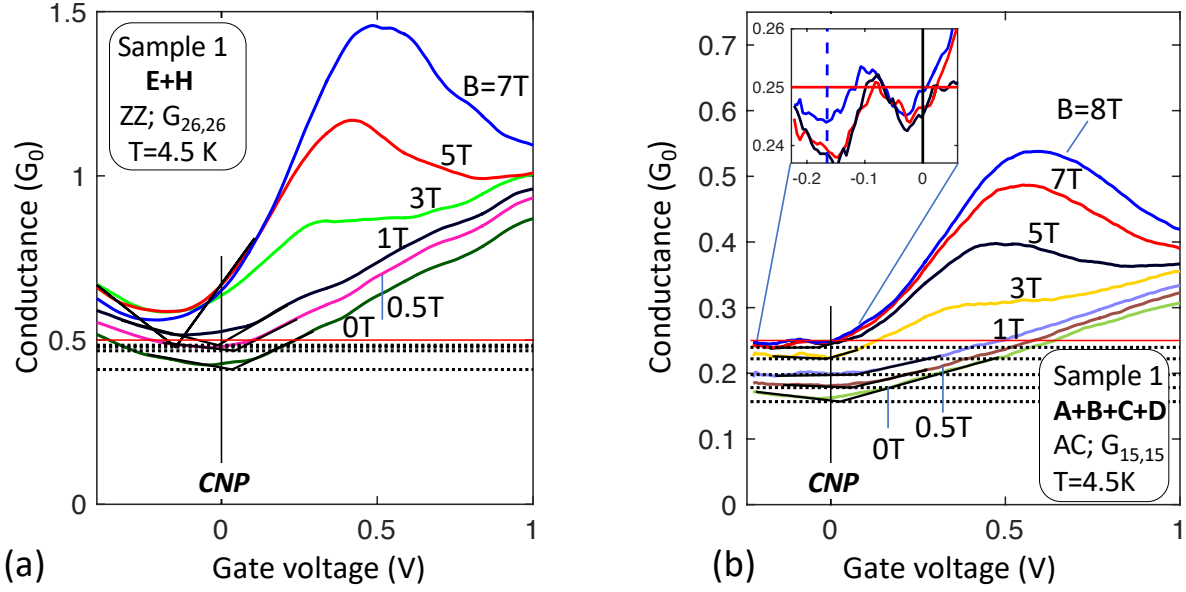 1.5
1
0.5
0
Conductance (G₀)
Sample 1
E+H
ZZ; G₂₆,₂₆
T=4.5 K
B=7T
5T
3T
1T
0.5T
0T
CNP
0
0.5
1
Gate voltage (V)
(a)
0.7
0.6
0.5
0.4
0.3
0.2
0.1
0
Conductance (G₀)
0.26
0.25
0.24
-0.2
-0.1
0
B=8T
7T
5T
3T
1T
0.5T
0T
CNP
Sample 1
A+B+C+D
AC; G₁₅,₁₅
T=4.5K
0
0.5
1
Gate voltage (V)
(b)